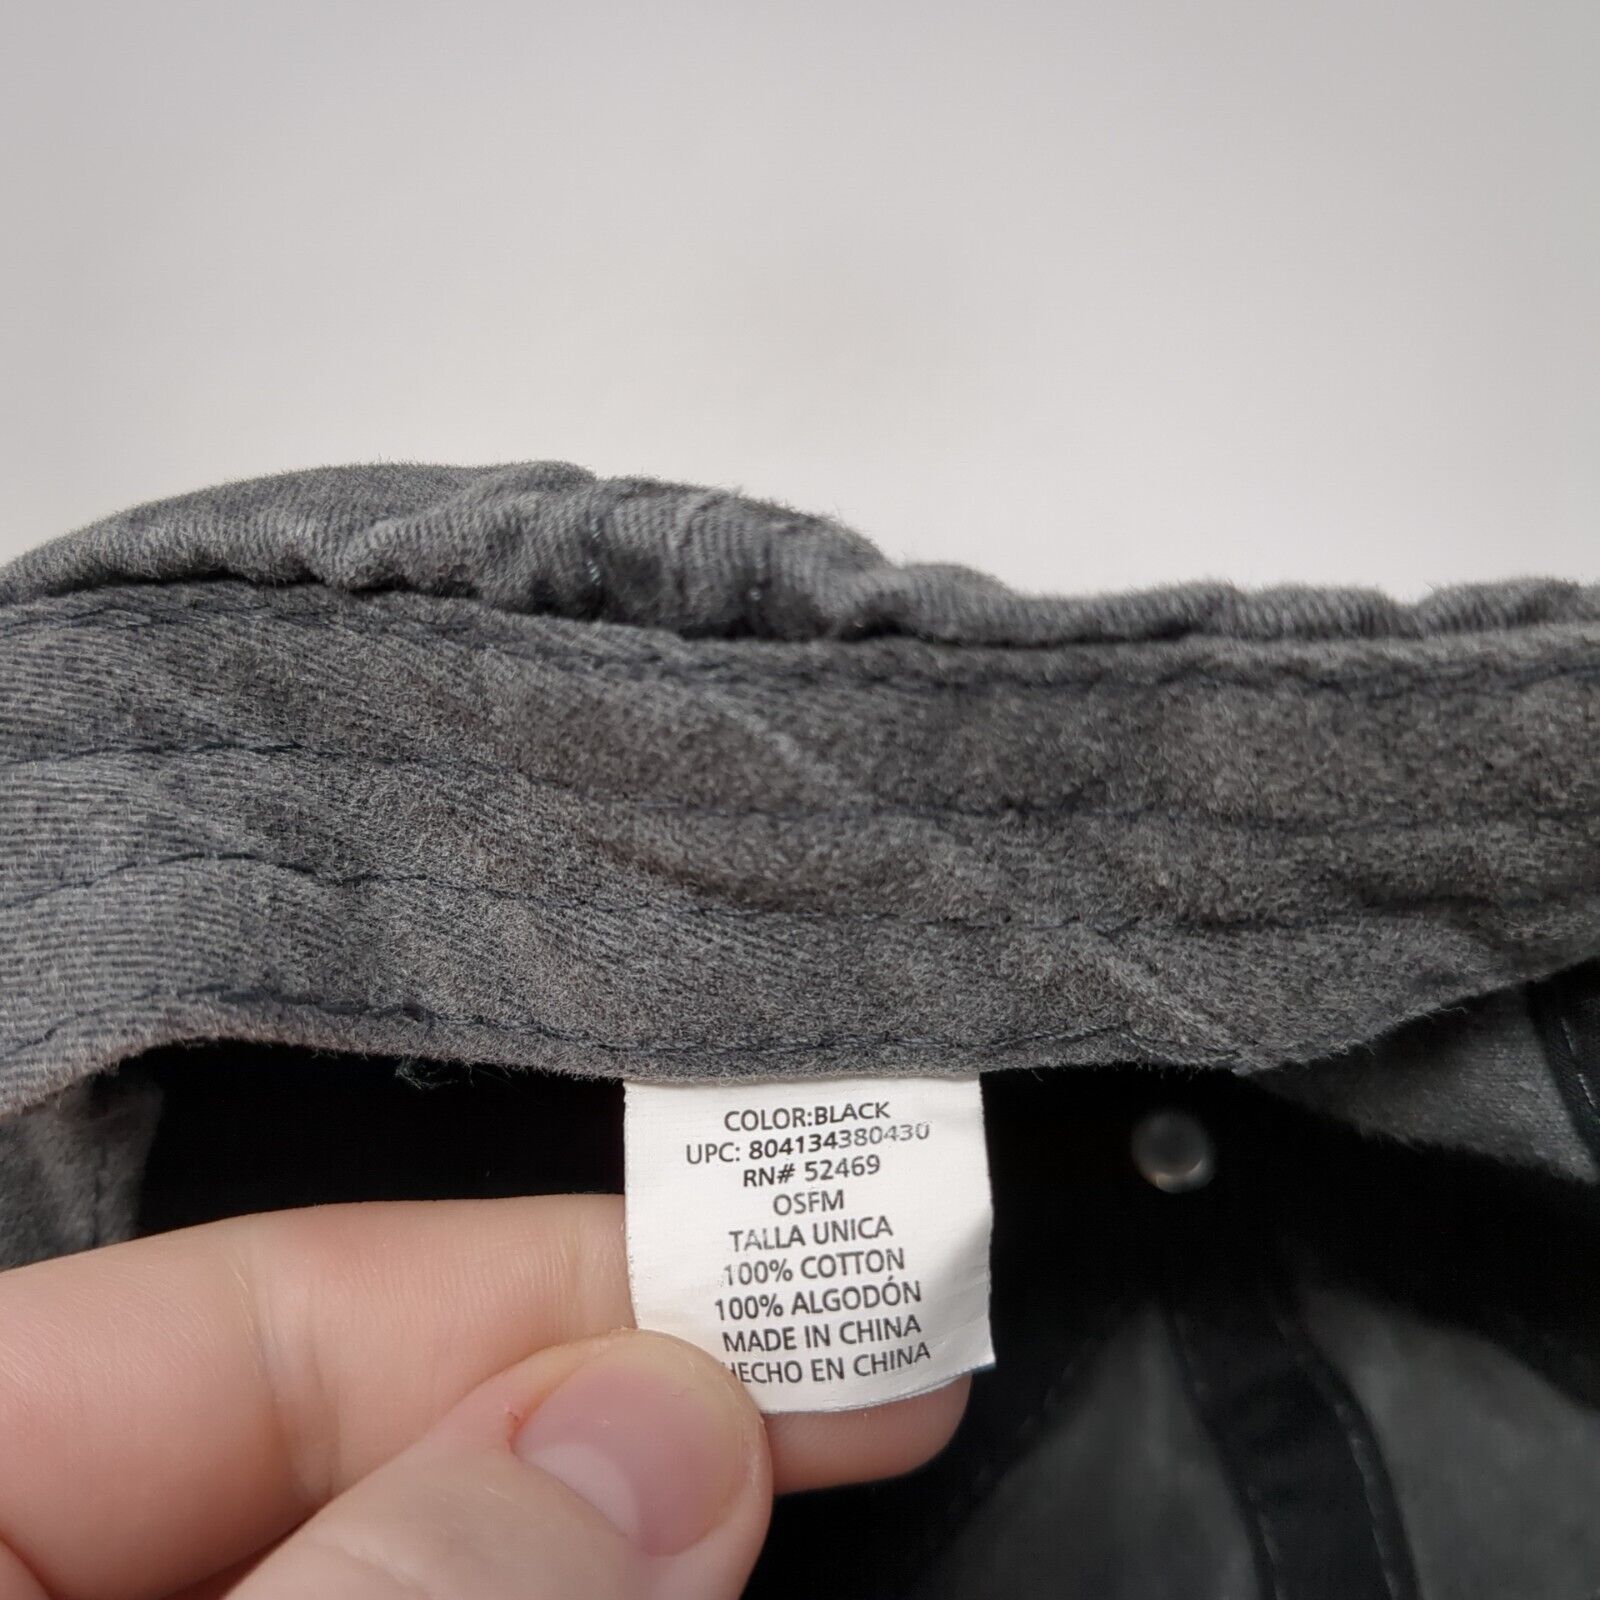 COLOR:BLACK
UPC: 804134380430
RN# 52469
OSFM
TALLA UNICA
100% COTTON
100% ALGODÓN
MADE IN CHINA
HECHO EN CHINA